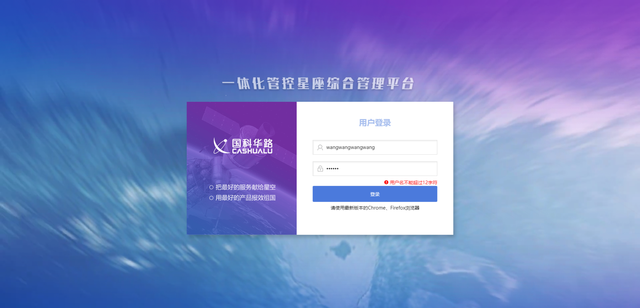 一体化管控星座综合管理平台
用户登录
国科华路
CASHUALU
wangwangwangwang
••••••
用户名不能超过12字符
把最好的服务献给星空
用最好的产品报效祖国
登录
请使用最新版本的Chrome、Firefox浏览器